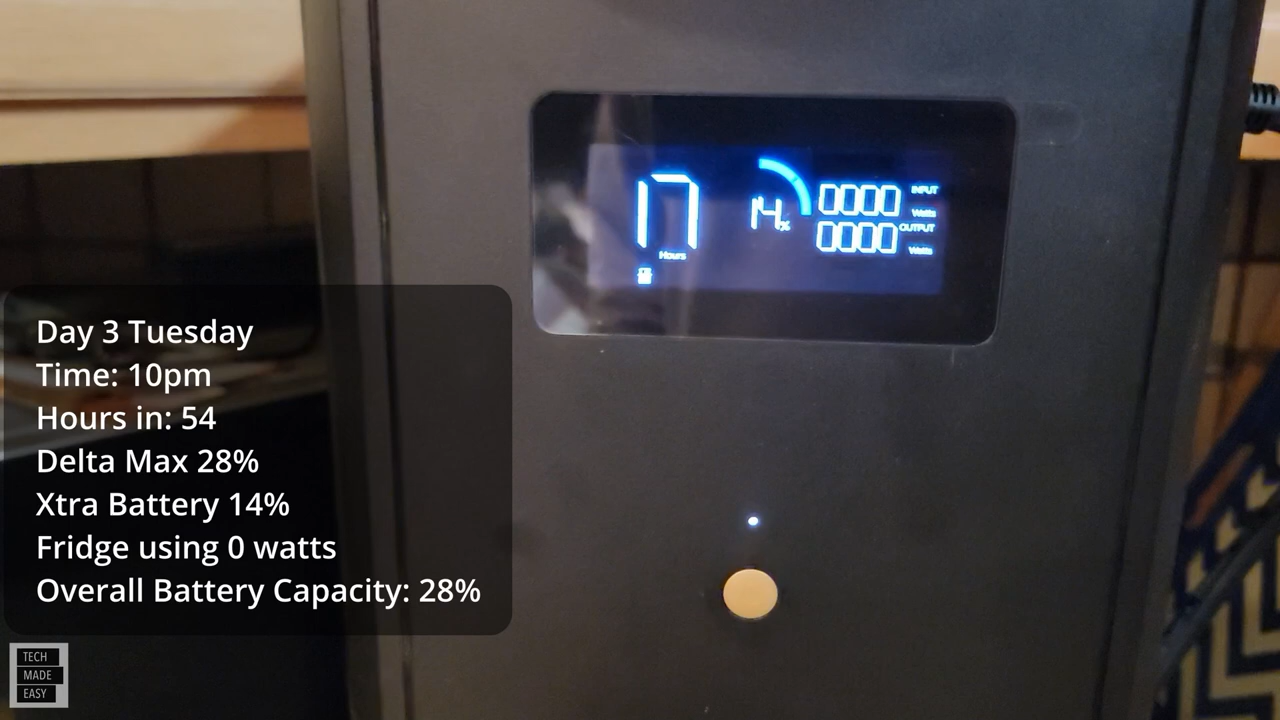 17
Hours
14%
0000 INPUT
Watts
0000 OUTPUT
Watts
Day 3 Tuesday
Time: 10pm
Hours in: 54
Delta Max 28%
Xtra Battery 14%
Fridge using 0 watts
Overall Battery Capacity: 28%
TECH
MADE
EASY